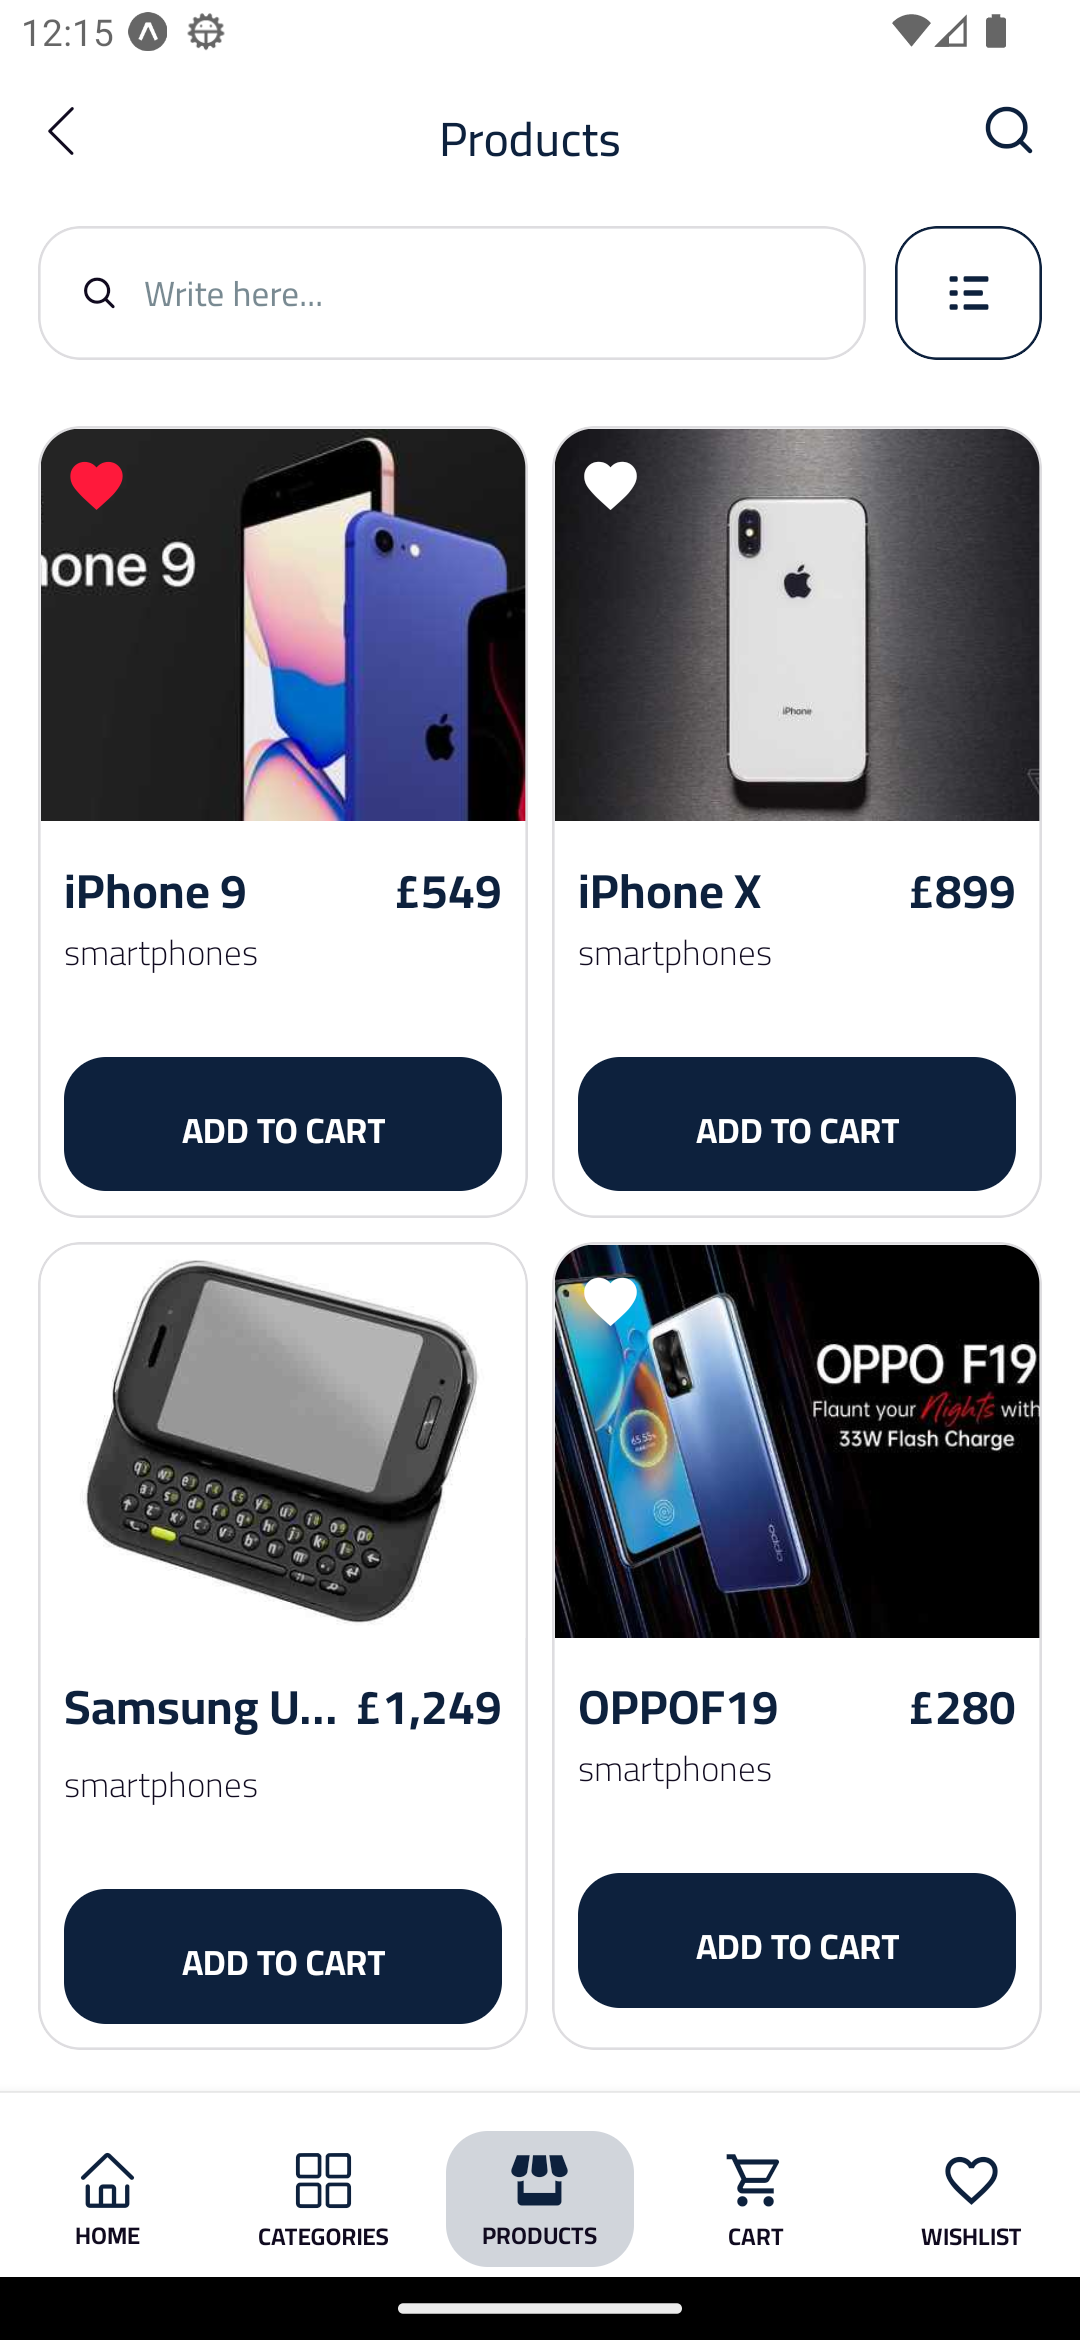 12:15
Products
Write here...
one 9
iPhone
iPhone 9 £549
smartphones
iPhone X £899
smartphones
ADD TO CART
ADD TO CART
OPPO F19
Flaunt your Nights with
33W Flash Charge
oppo
Samsung U... £1,249
smartphones
OPPOF19 £280
smartphones
ADD TO CART
ADD TO CART
HOME
CATEGORIES
PRODUCTS
CART
WISHLIST